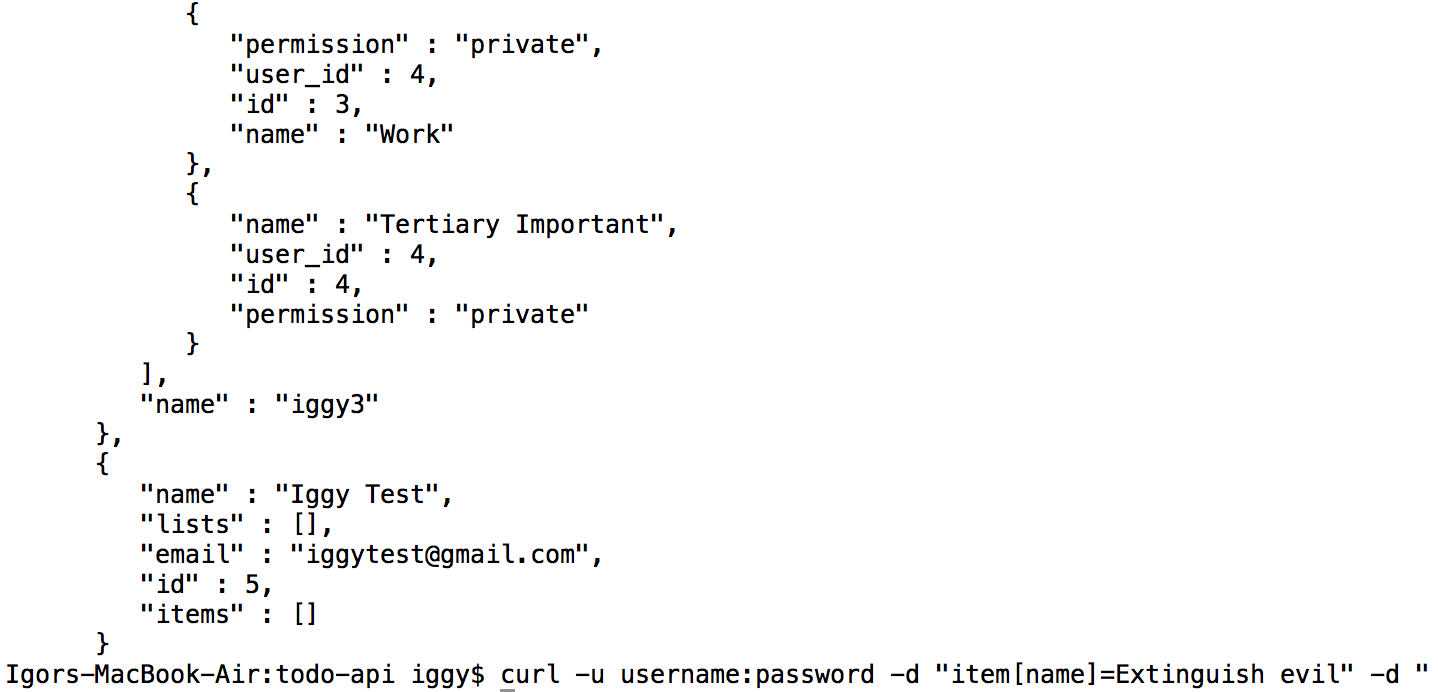 {
"permission" : "private",
"user_id" : 4,
"id" : 3,
"name" : "Work"
},
{
"name" : "Tertiary Important",
"user_id" : 4,
"id" : 4,
"permission" : "private"
}
],
"name" : "iggy3"
},
{
"name" : "Iggy Test",
"lists" : [],
"email" : "iggytest@gmail.com",
"id" : 5,
"items" : []
}
Igors-MacBook-Air:todo-api iggy$ curl -u username:password -d "item[name]=Extinguish evil" -d "